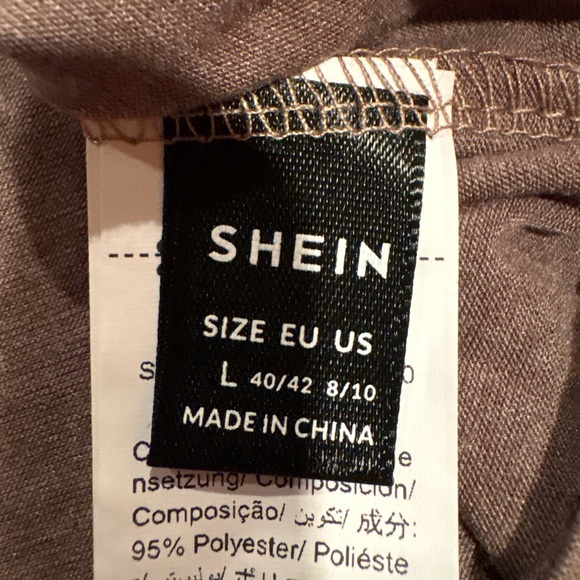 SHEIN
SIZE EU US
L 40/42 8/10
MADE IN CHINA
nsetzung/ Composición/
Composição/ تكوين/ 成分:
95% Polyester/ Poliéste